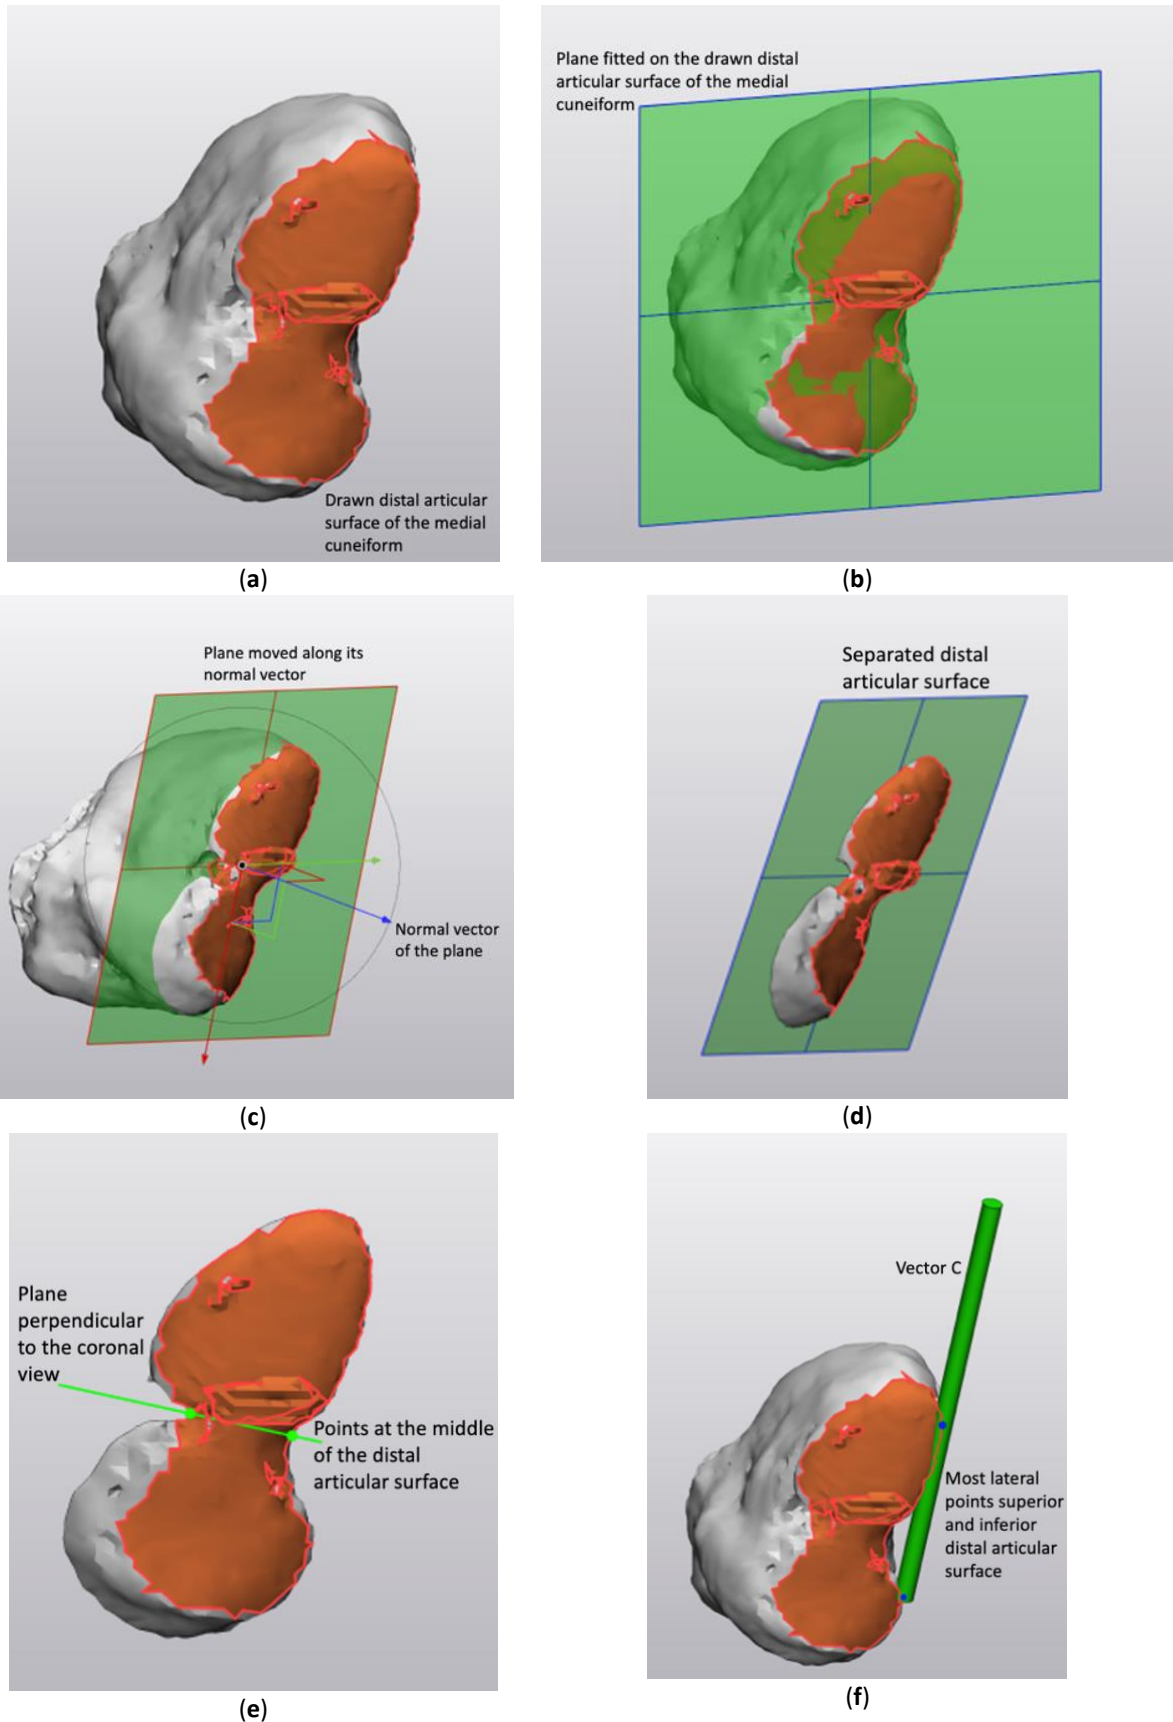 Drawn distal articular
surface of the medial
cuneiform
(a)
Plane fitted on the drawn distal
articular surface of the medial
cuneiform
(b)
Plane moved along its
normal vector
Normal vector
of the plane
(c)
Separated distal
articular surface
(d)
Plane
perpendicular
to the coronal
view
Points at the middle
of the distal
articular surface
(e)
Vector C
Most lateral
points superior
and inferior
distal articular
surface
(f)